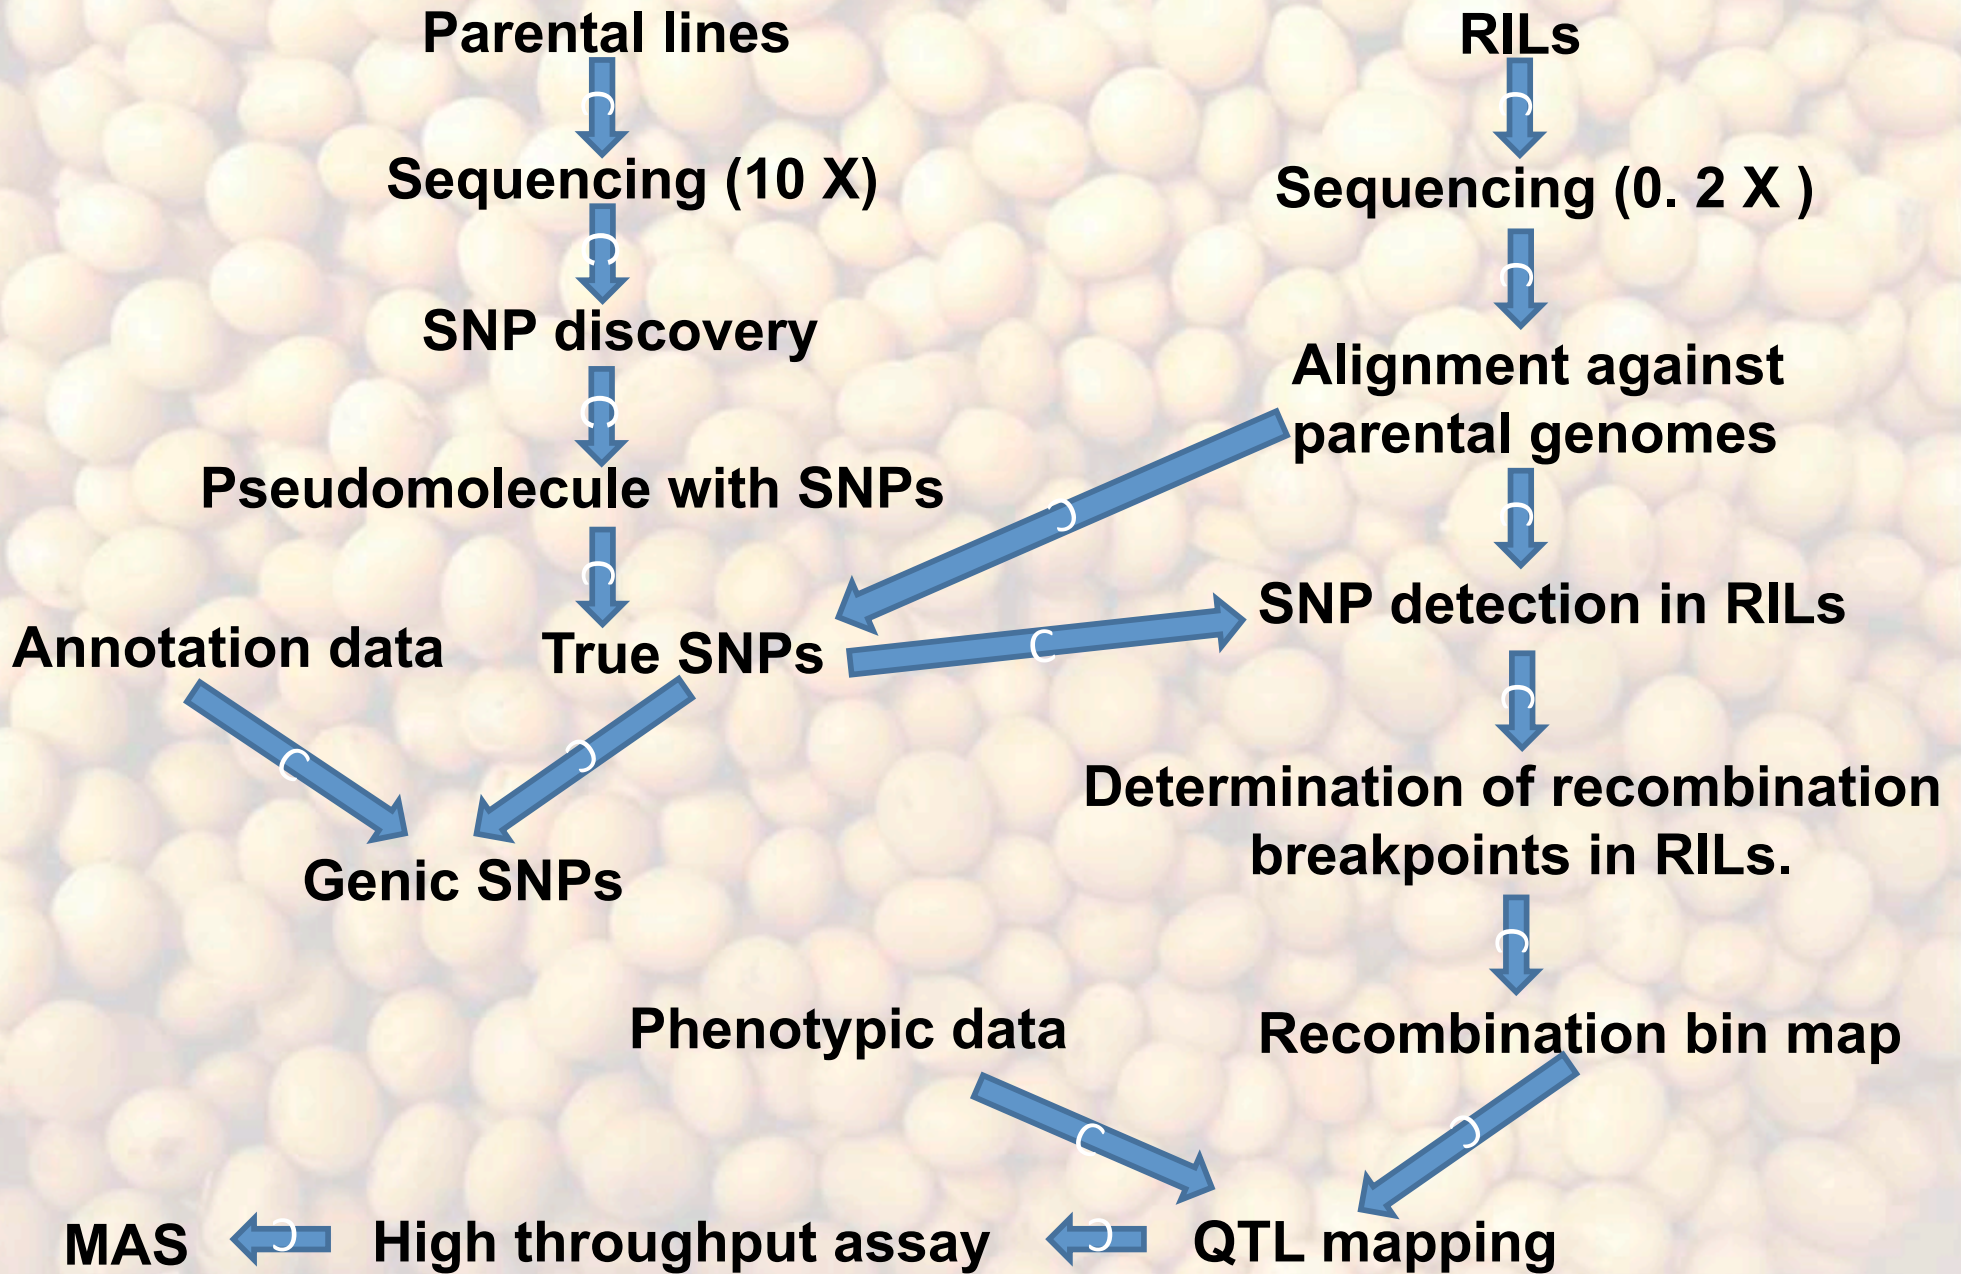 Parental lines
RILs
Sequencing (10 X)
Sequencing (0. 2 X )
SNP discovery
Alignment against
parental genomes
Pseudomolecule with SNPs
SNP detection in RILs
Annotation data
True SNPs
Determination of recombination
breakpoints in RILs.
Genic SNPs
Phenotypic data
Recombination bin map
MAS
High throughput assay
QTL mapping